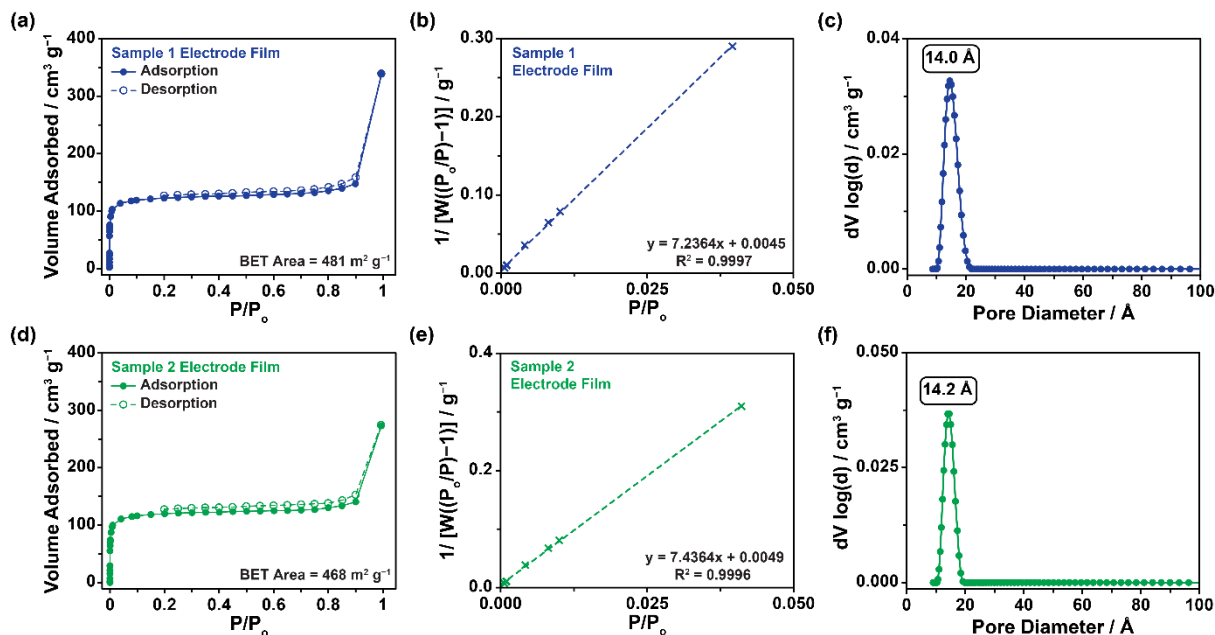 (a)
400
300
200
100
0
Volume Adsorbed / cm³ g⁻¹
Sample 1 Electrode Film
Adsorption
Desorption
BET Area = 481 m² g⁻¹
0 0.2 0.4 0.6 0.8 1
P/Pₒ
(b)
0.30
0.20
0.10
0.00
1/ [W((Pₒ/P)−1)] / g⁻¹
Sample 1
Electrode Film
y = 7.2364x + 0.0045
R² = 0.9997
0.000 0.025 0.050
P/Pₒ
(c)
0.04
0.02
0.00
dV log(d) / cm³ g⁻¹
14.0 Å
0 20 40 60 80 100
Pore Diameter / Å
(d)
400
300
200
100
0
Volume Adsorbed / cm³ g⁻¹
Sample 2 Electrode Film
Adsorption
Desorption
BET Area = 468 m² g⁻¹
0 0.2 0.4 0.6 0.8 1
P/Pₒ
(e)
0.4
0.2
0.0
1/ [W((Pₒ/P)−1)] / g⁻¹
Sample 2
Electrode Film
y = 7.4364x + 0.0049
R² = 0.9996
0.000 0.025 0.050
P/Pₒ
(f)
0.050
0.025
0.000
dV log(d) / cm³ g⁻¹
14.2 Å
0 20 40 60 80 100
Pore Diameter / Å